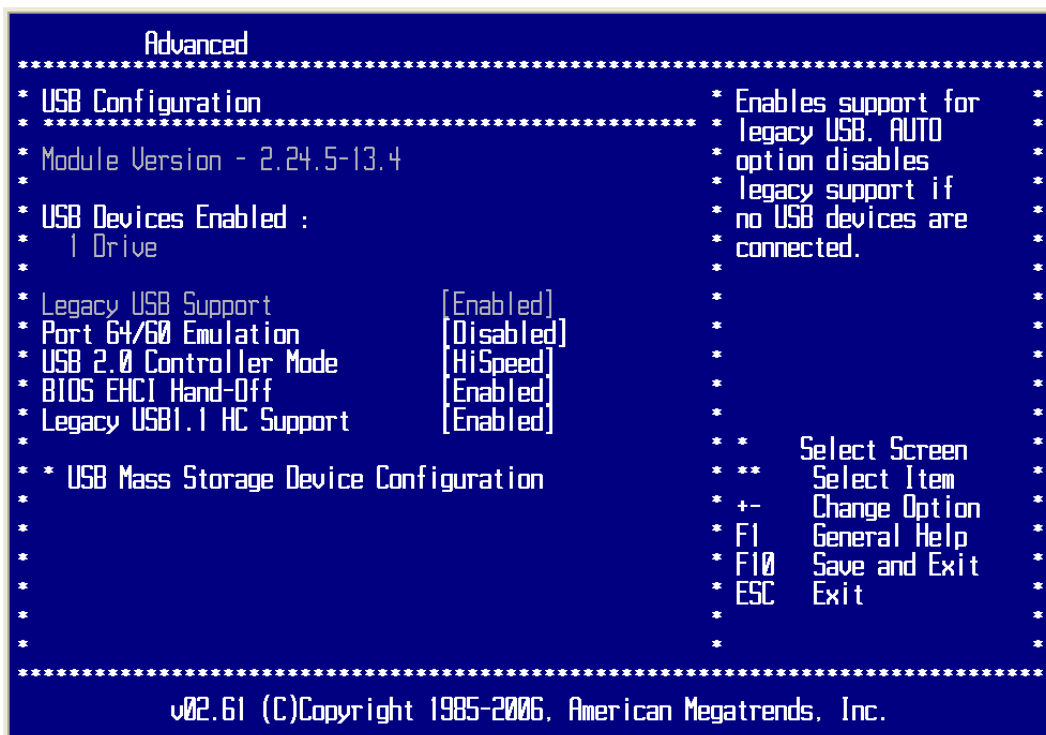 Advanced
********************************************************************************
* USB Configuration
* ***************************************************
* Module Version - 2.24.5-13.4
*
* USB Devices Enabled :
* 1 Drive
*
* Legacy USB Support [Enabled]
* Port 64/60 Emulation [Disabled]
* USB 2.0 Controller Mode [HiSpeed]
* BIOS EHCI Hand-Off [Enabled]
* Legacy USB1.1 HC Support [Enabled]
*
* * USB Mass Storage Device Configuration
*
*
*
*
*
*
* Enables support for *
* legacy USB. AUTO
* option disables *
* legacy support if
* no USB devices are *
* connected. *
* *
* *
* *
* *
* *
* *
* * Select Screen *
* ** Select Item *
* +- Change Option *
* F1 General Help *
* F10 Save and Exit *
* ESC Exit *
* *
* *
********************************************************************************
v02.61 (C)Copyright 1985-2006, American Megatrends, Inc.